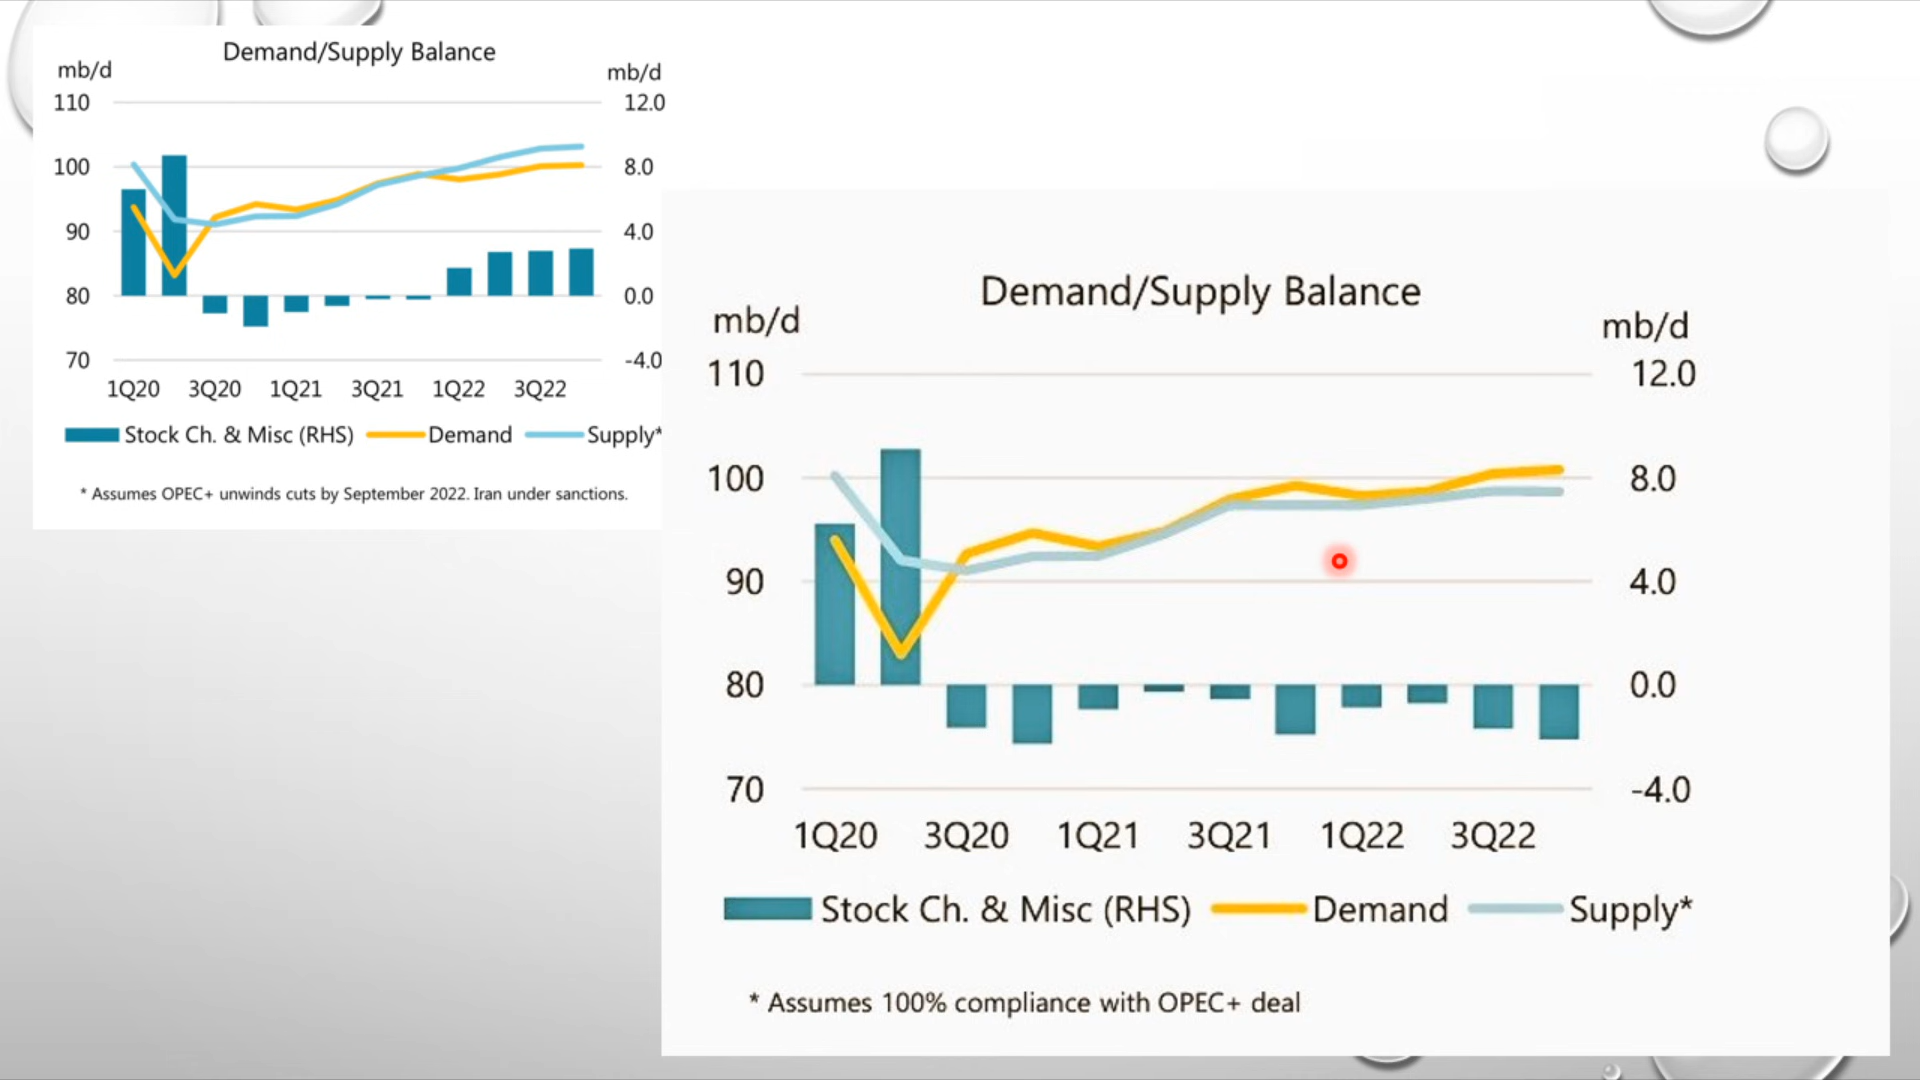 Demand/Supply Balance
mb/d mb/d
110 12.0
100 8.0
90 4.0
80 0.0
70 -4.0
1Q20 3Q20 1Q21 3Q21 1Q22 3Q22
Stock Ch. & Misc (RHS) Demand Supply*
* Assumes OPEC+ unwinds cuts by September 2022. Iran under sanctions.
Demand/Supply Balance
mb/d mb/d
110 12.0
100 8.0
90 4.0
80 0.0
70 -4.0
1Q20 3Q20 1Q21 3Q21 1Q22 3Q22
Stock Ch. & Misc (RHS) Demand Supply*
* Assumes 100% compliance with OPEC+ deal